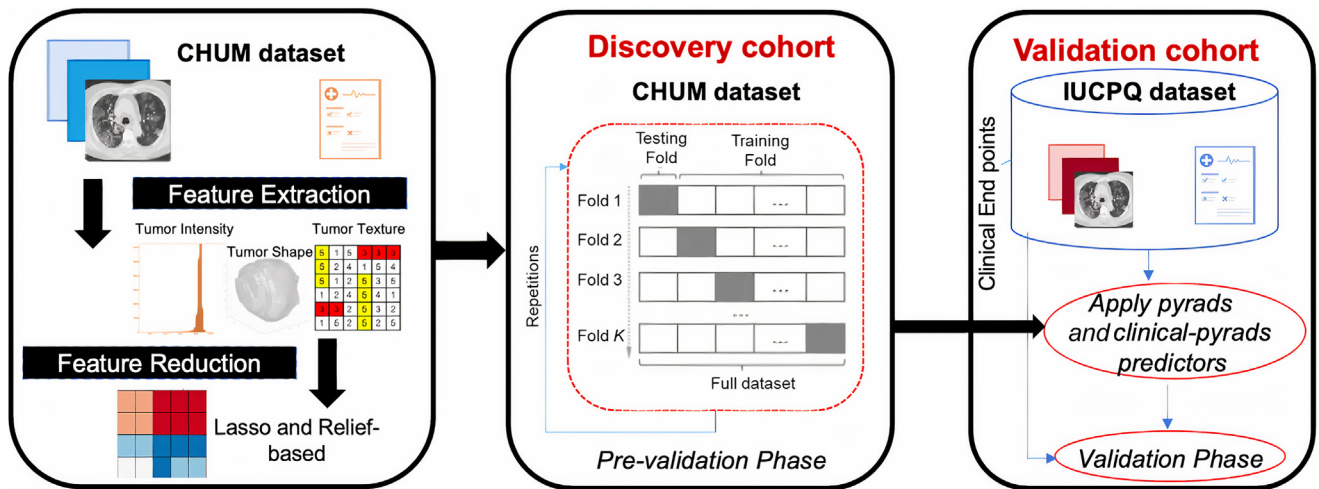 CHUM dataset
Feature Extraction
Tumor Intensity
Tumor Shape
Tumor Texture
5 1 5 3 3 3
5 2 4 1 5 4
5 1 2 5 3 5
1 2 4 5 4 1
3 3 2 5 3 2
1 5 2 5 2 5
Feature Reduction
Lasso and Relief-
based
Discovery cohort
CHUM dataset
Testing
Fold
Training
Fold
Fold 1
...
Fold 2
...
Fold 3
...
...
Fold K
...
Full dataset
Repetitions
Pre-validation Phase
Validation cohort
IUCPQ dataset
Clinical End points
Apply pyrads
and clinical-pyrads
predictors
Validation Phase